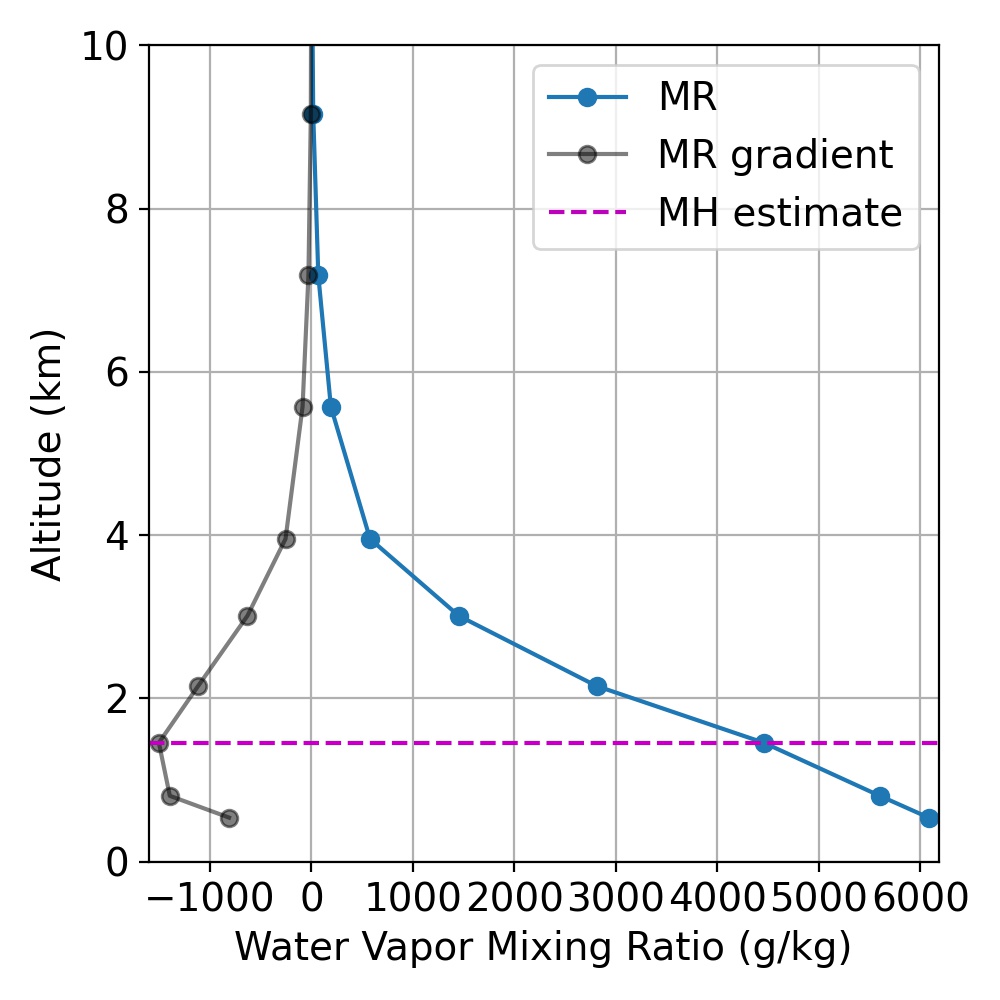 10
8
6
4
2
0
Altitude (km)
MR
MR gradient
MH estimate
−1000 0 1000 2000 3000 4000 5000 6000
Water Vapor Mixing Ratio (g/kg)